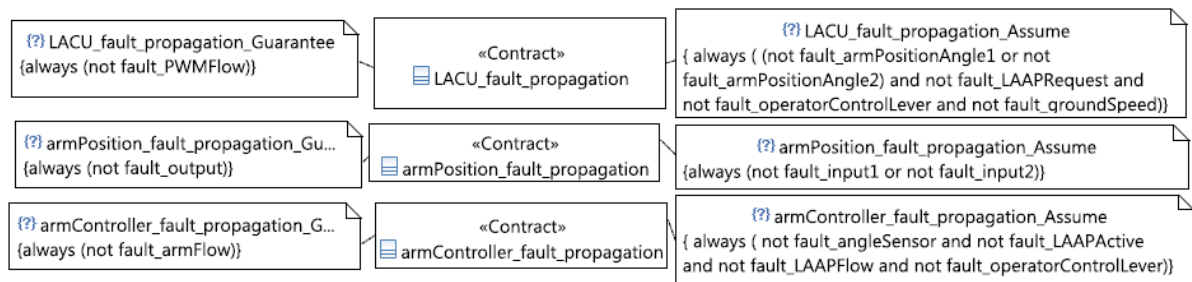 {?} LACU_fault_propagation_Guarantee
{always (not fault_PWMFlow)}
«Contract»
LACU_fault_propagation
{?} LACU_fault_propagation_Assume
{ always ( (not fault_armPositionAngle1 or not
fault_armPositionAngle2) and not fault_LAAPRequest and
not fault_operatorControlLever and not fault_groundSpeed)}
{?} armPosition_fault_propagation_Gu...
{always (not fault_output)}
«Contract»
armPosition_fault_propagation
{?} armPosition_fault_propagation_Assume
{always (not fault_input1 or not fault_input2)}
{?} armController_fault_propagation_G...
{always (not fault_armFlow)}
«Contract»
armController_fault_propagation
{?} armController_fault_propagation_Assume
{ always ( not fault_angleSensor and not fault_LAAPActive
and not fault_LAAPFlow and not fault_operatorControlLever)}